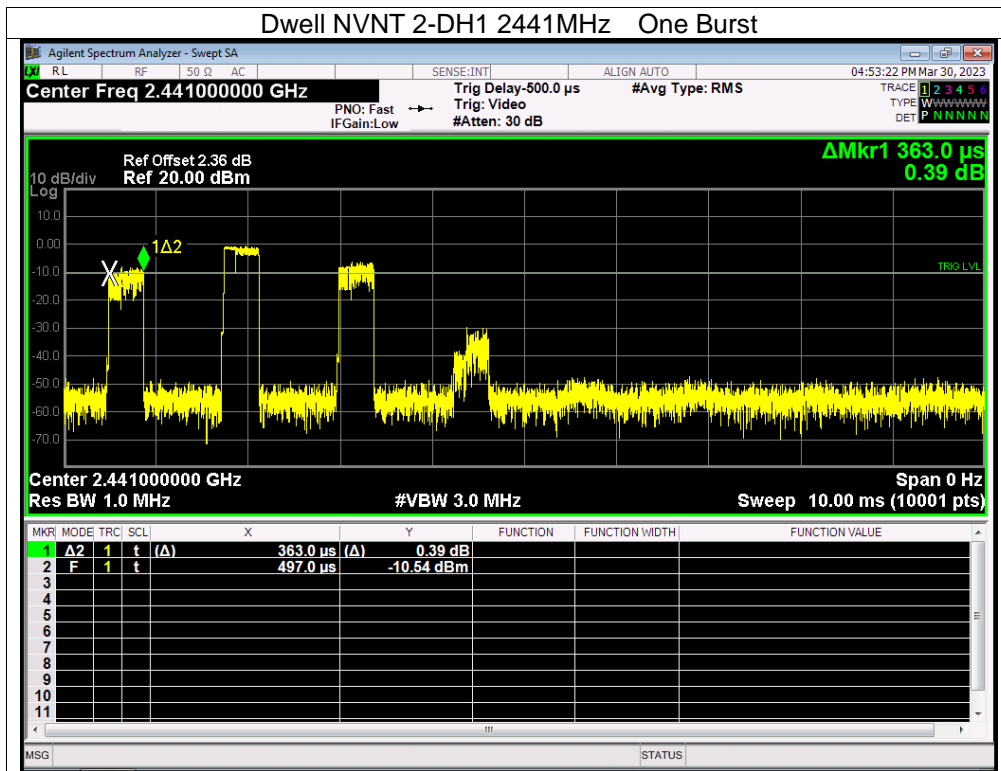 Dwell NVNT 2-DH1 2441MHz One Burst
Agilent Spectrum Analyzer - Swept SA
LXI RL RF 50 Ω AC SENSE:INT ALIGN AUTO 04:53:22 PM Mar 30, 2023
Center Freq 2.441000000 GHz Trig Delay-500.0 µs #Avg Type: RMS TRACE 1 2 3 4 5 6
PNO: Fast Trig: Video TYPE WWWWWW
IFGain:Low #Atten: 30 dB DET P N N N N N
ΔMkr1 363.0 µs
0.39 dB
Ref Offset 2.36 dB
10 dB/div Ref 20.00 dBm
Log
10.0
0.00
1Δ2
-10.0
TRIG LVL
-20.0
-30.0
-40.0
-50.0
-60.0
-70.0
Center 2.441000000 GHz Span 0 Hz
Res BW 1.0 MHz #VBW 3.0 MHz Sweep 10.00 ms (10001 pts)
MKR MODE TRC SCL X Y FUNCTION FUNCTION WIDTH FUNCTION VALUE
1 Δ2 1 t (Δ) 363.0 µs (Δ) 0.39 dB
2 F 1 t 497.0 µs -10.54 dBm
3
4
5
6
7
8
9
10
11
MSG STATUS